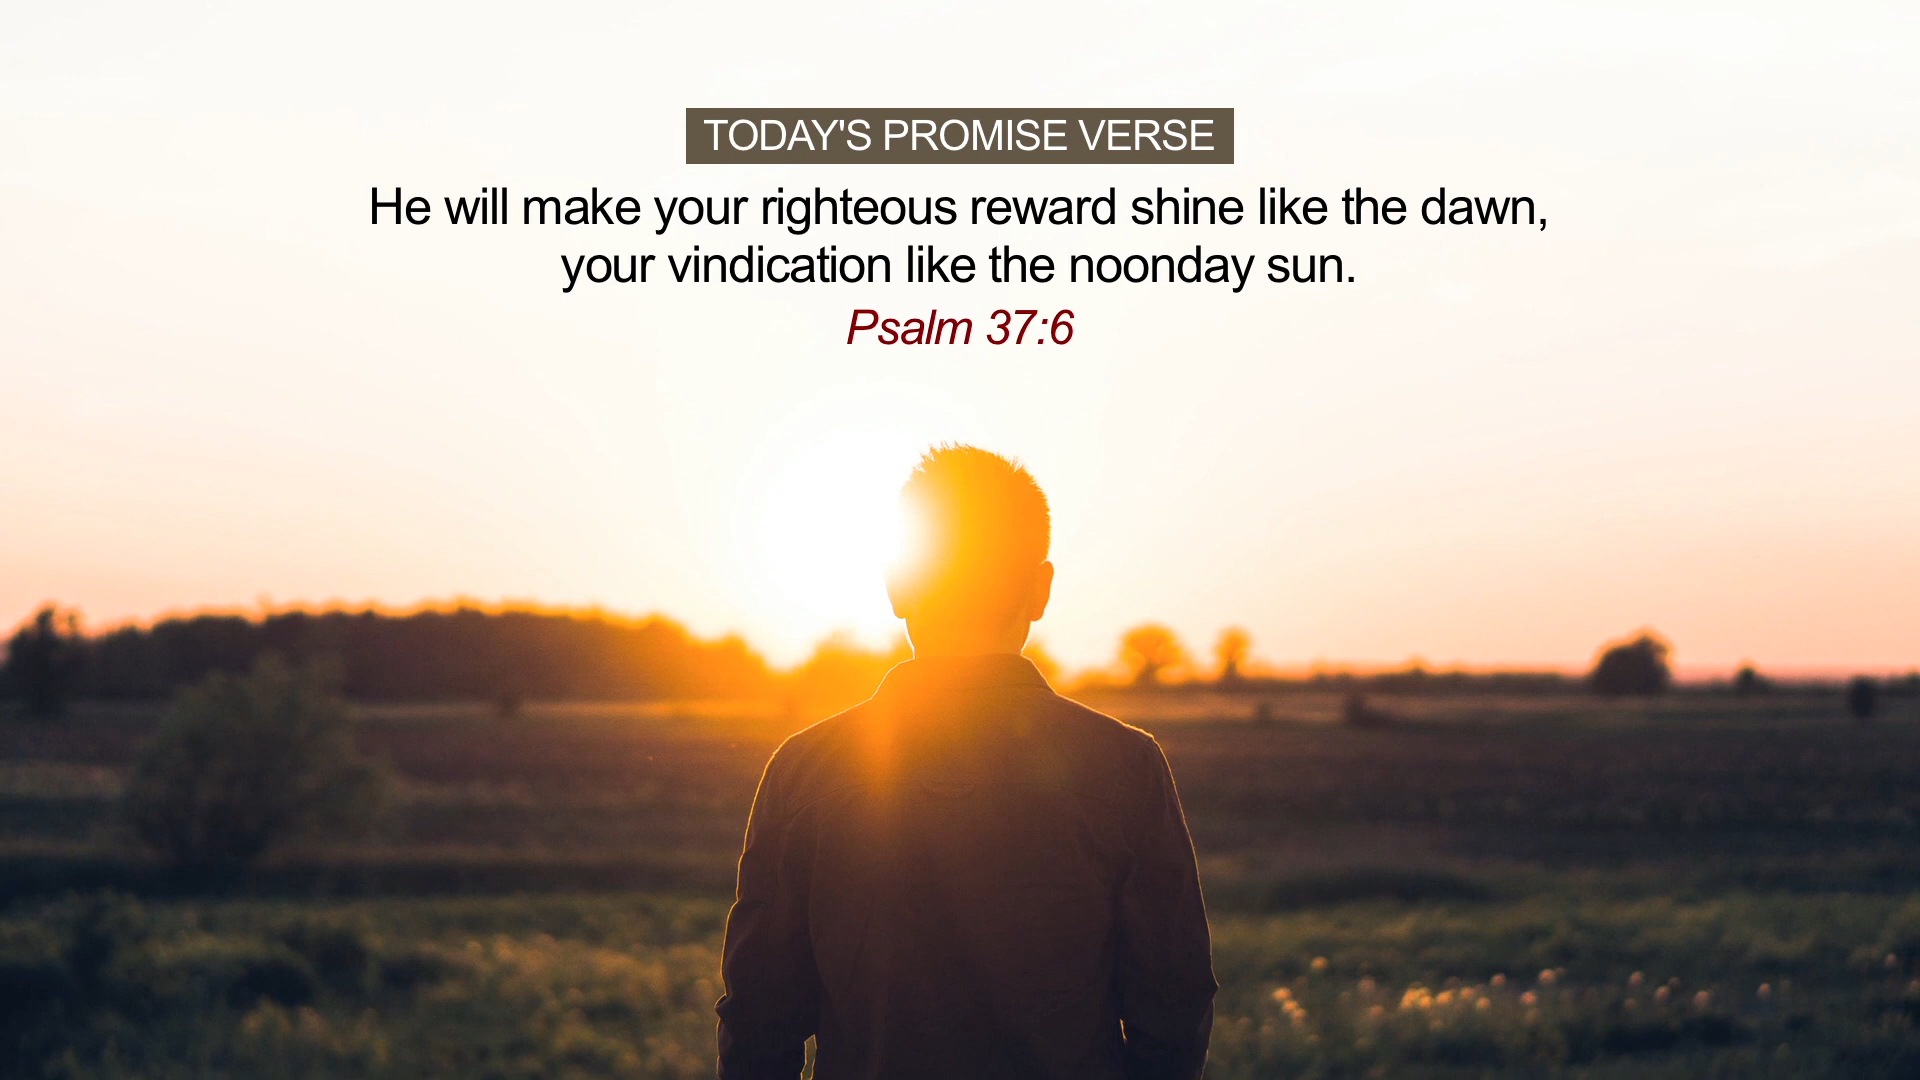 TODAY'S PROMISE VERSE
He will make your righteous reward shine like the dawn,
your vindication like the noonday sun.
Psalm 37:6